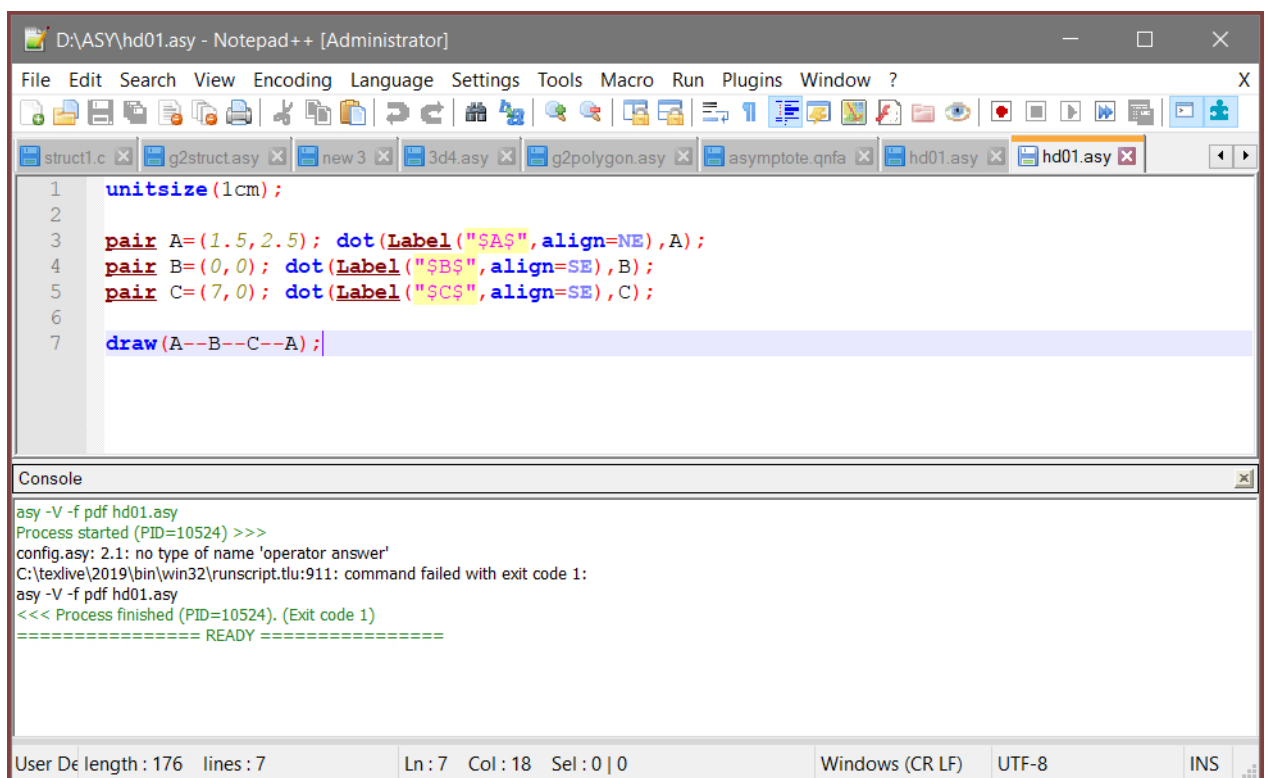 D:\ASY\hd01.asy - Notepad++ [Administrator]
File Edit Search View Encoding Language Settings Tools Macro Run Plugins Window ? X
struct1.c g2struct.asy new 3 3d4.asy g2polygon.asy asymptote.qnfa hd01.asy hd01.asy
1 unitsize(1cm);
2
3 pair A=(1.5,2.5); dot(Label("$A$",align=NE),A);
4 pair B=(0,0); dot(Label("$B$",align=SE),B);
5 pair C=(7,0); dot(Label("$C$",align=SE),C);
6
7 draw(A--B--C--A);
Console
asy -V -f pdf hd01.asy
Process started (PID=10524) >>>
config.asy: 2.1: no type of name 'operator answer'
C:\texlive\2019\bin\win32\runscript.tlu:911: command failed with exit code 1:
asy -V -f pdf hd01.asy
<<< Process finished (PID=10524). (Exit code 1)
================ READY ================
User De length : 176 lines : 7 Ln : 7 Col : 18 Sel : 0 | 0 Windows (CR LF) UTF-8 INS